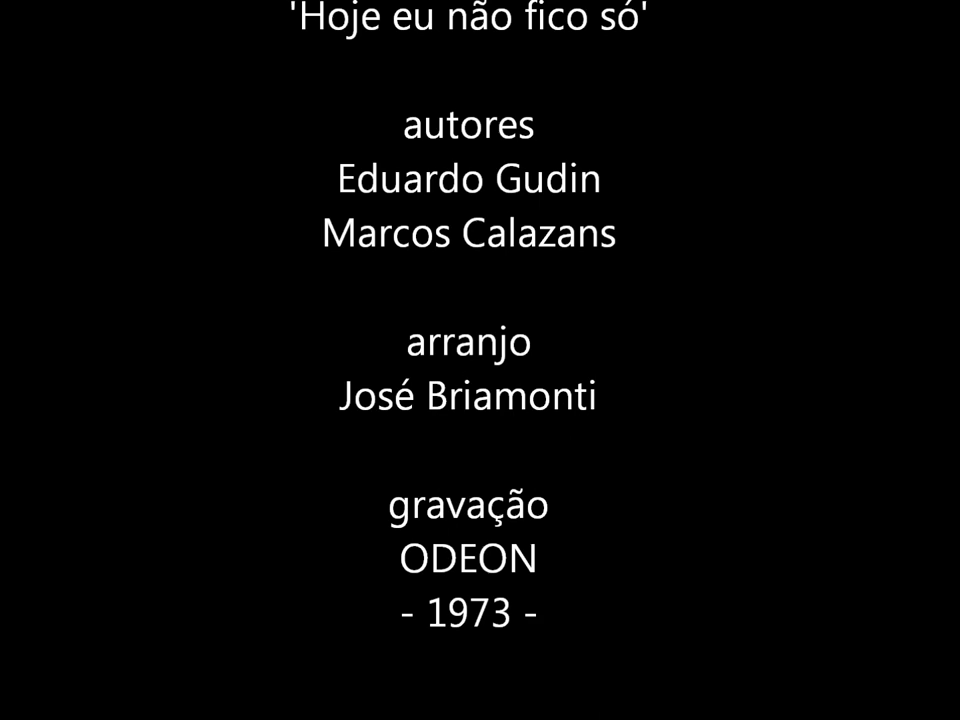 'Hoje eu não fico só'
autores
Eduardo Gudin
Marcos Calazans
arranjo
José Briamonti
gravação
ODEON
- 1973 -